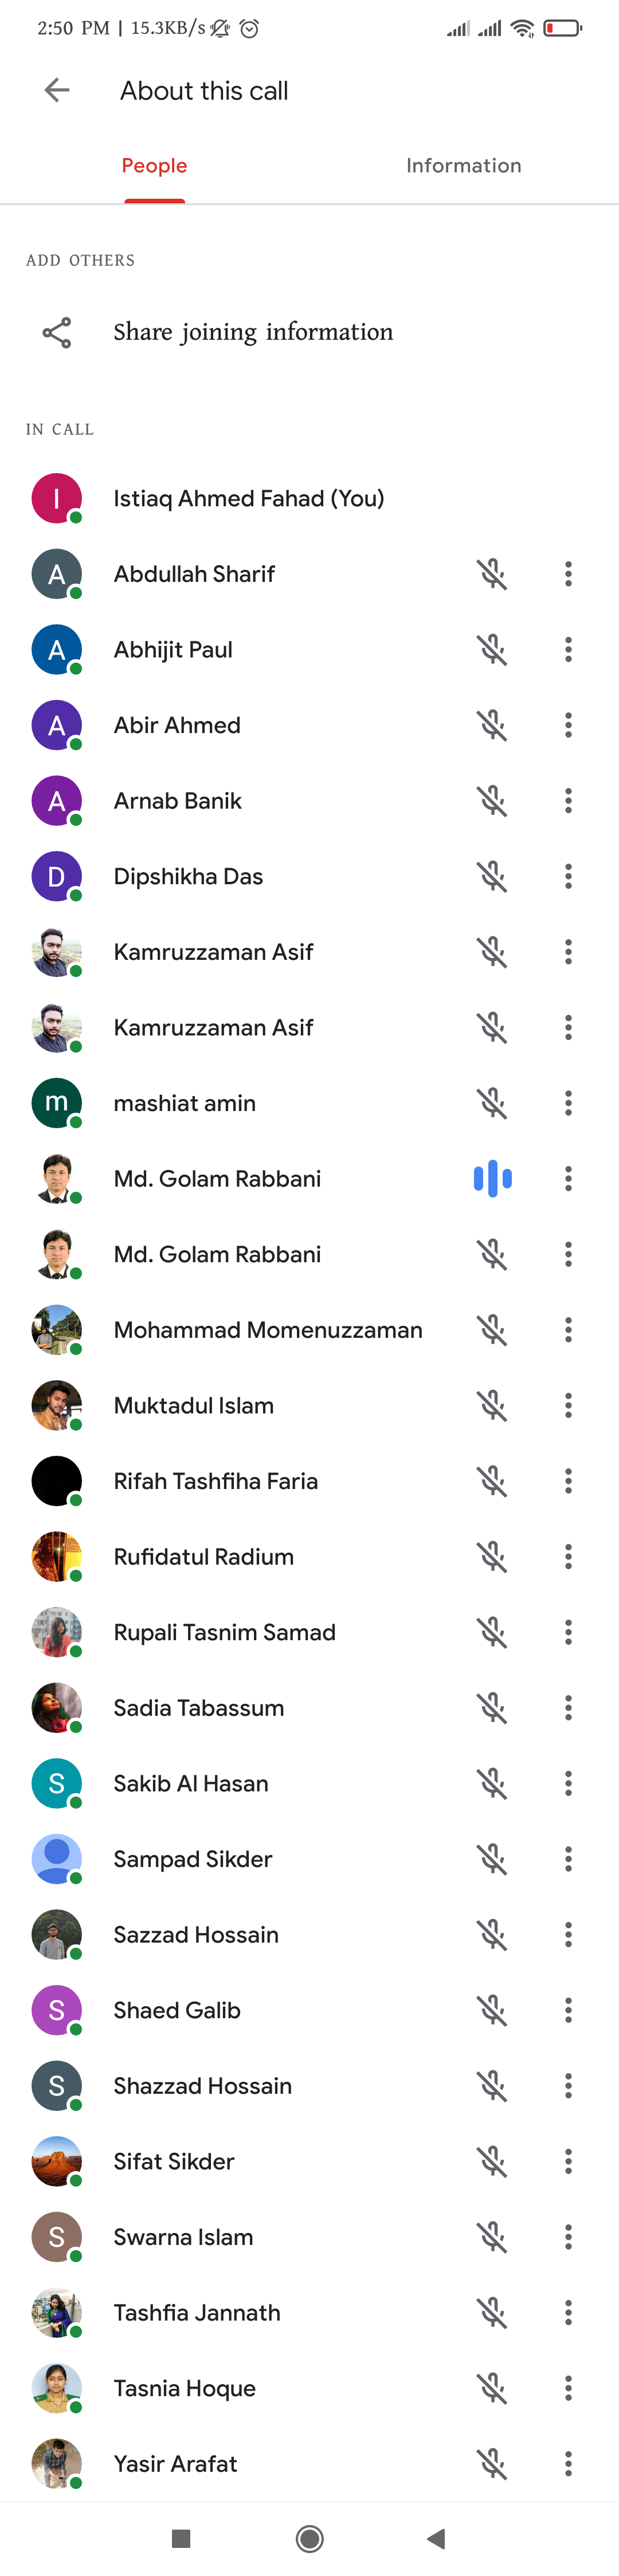 2:50 PM | 15.3KB/s
About this call
People
Information
ADD OTHERS
Share joining information
IN CALL
I
Istiaq Ahmed Fahad (You)
A
Abdullah Sharif
A
Abhijit Paul
A
Abir Ahmed
A
Arnab Banik
D
Dipshikha Das
Kamruzzaman Asif
Kamruzzaman Asif
m
mashiat amin
Md. Golam Rabbani
Md. Golam Rabbani
Mohammad Momenuzzaman
Muktadul Islam
Rifah Tashfiha Faria
Rufidatul Radium
Rupali Tasnim Samad
Sadia Tabassum
S
Sakib Al Hasan
Sampad Sikder
Sazzad Hossain
S
Shaed Galib
S
Shazzad Hossain
Sifat Sikder
S
Swarna Islam
Tashfia Jannath
Tasnia Hoque
Yasir Arafat